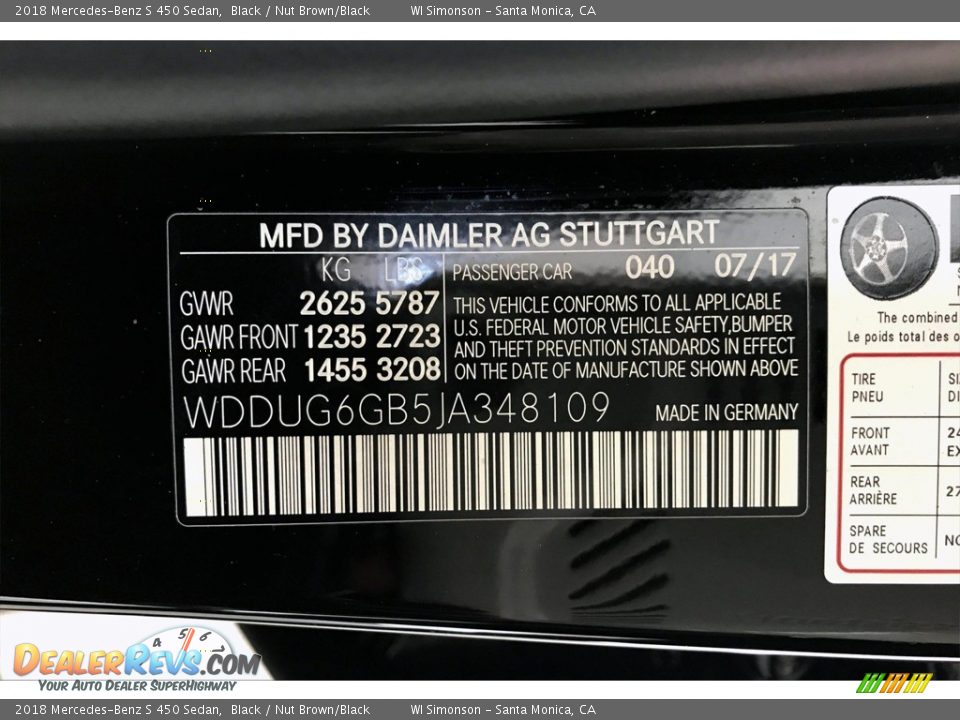 2018 Mercedes-Benz S 450 Sedan, Black / Nut Brown/Black WI Simonson - Santa Monica, CA
MFD BY DAIMLER AG STUTTGART
KG LBS
GVWR 2625 5787
GAWR FRONT 1235 2723
GAWR REAR 1455 3208
PASSENGER CAR 040 07/17
THIS VEHICLE CONFORMS TO ALL APPLICABLE
U.S. FEDERAL MOTOR VEHICLE SAFETY,BUMPER
AND THEFT PREVENTION STANDARDS IN EFFECT
ON THE DATE OF MANUFACTURE SHOWN ABOVE
WDDUG6GB5JA348109 MADE IN GERMANY
The combined
Le poids total des
TIRE
PNEU
FRONT
AVANT
REAR
ARRIÈRE
27
SPARE
DE SECOURS
4 5 6
DEALERREVS.COM
YOUR AUTO DEALER SUPERHIGHWAY
2018 Mercedes-Benz S 450 Sedan, Black / Nut Brown/Black WI Simonson - Santa Monica, CA